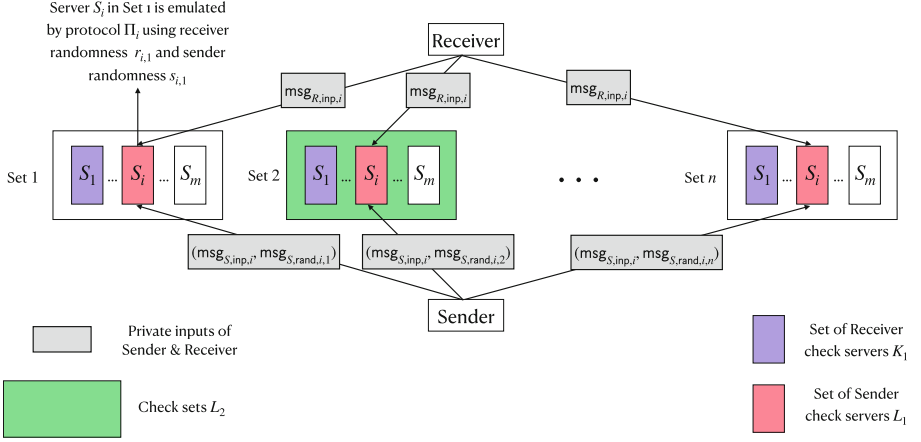 Server S_i in Set 1 is emulated
by protocol Π_i using receiver
randomness r_{i,1} and sender
randomness s_{i,1}
Receiver
msg_{R,inp,i}
msg_{R,inp,i}
msg_{R,inp,i}
Set 1
S_1 ... S_i ... S_m
Set 2
S_1 ... S_i ... S_m
. . .
Set n
S_1 ... S_i ... S_m
(msg_{S,inp,i}, msg_{S,rand,i,1})
(msg_{S,inp,i}, msg_{S,rand,i,2})
(msg_{S,inp,i}, msg_{S,rand,i,n})
Sender
Private inputs of
Sender & Receiver
Check sets L_2
Set of Receiver
check servers K_1
Set of Sender
check servers L_1